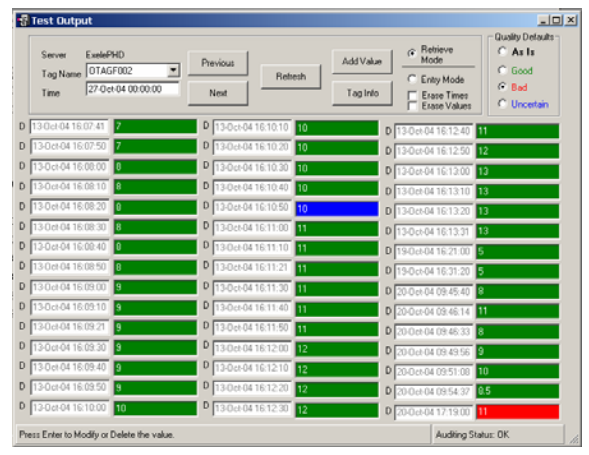 Test Output
Server ExelePHD
Tag Name OTAGF002
Time 27-Oct-04 00:00:00
Previous
Next
Refresh
Add Value
Tag Info
Retrieve Mode
Entry Mode
Erase Times
Erase Values
Quality Defaults
As Is
Good
Bad
Uncertain
D 13-Oct-04 16:07:41 7
D 13-Oct-04 16:07:50 7
D 13-Oct-04 16:08:00 8
D 13-Oct-04 16:08:10 8
D 13-Oct-04 16:08:20 8
D 13-Oct-04 16:08:30 8
D 13-Oct-04 16:08:40 8
D 13-Oct-04 16:08:50 8
D 13-Oct-04 16:09:00 9
D 13-Oct-04 16:09:10 9
D 13-Oct-04 16:09:21 9
D 13-Oct-04 16:09:30 9
D 13-Oct-04 16:09:40 9
D 13-Oct-04 16:09:50 9
D 13-Oct-04 16:10:00 10
D 13-Oct-04 16:10:10 10
D 13-Oct-04 16:10:20 10
D 13-Oct-04 16:10:30 10
D 13-Oct-04 16:10:40 10
D 13-Oct-04 16:10:50 10
D 13-Oct-04 16:11:00 11
D 13-Oct-04 16:11:10 11
D 13-Oct-04 16:11:21 11
D 13-Oct-04 16:11:30 11
D 13-Oct-04 16:11:40 11
D 13-Oct-04 16:11:50 11
D 13-Oct-04 16:12:00 12
D 13-Oct-04 16:12:10 12
D 13-Oct-04 16:12:20 12
D 13-Oct-04 16:12:30 12
D 13-Oct-04 16:12:40 11
D 13-Oct-04 16:12:50 12
D 13-Oct-04 16:13:00 13
D 13-Oct-04 16:13:10 13
D 13-Oct-04 16:13:20 13
D 13-Oct-04 16:13:31 13
D 19-Oct-04 16:21:00 5
D 19-Oct-04 16:31:20 5
D 20-Oct-04 09:45:40 8
D 20-Oct-04 09:46:14 11
D 20-Oct-04 09:46:33 8
D 20-Oct-04 09:49:56 9
D 20-Oct-04 09:51:08 10
D 20-Oct-04 09:54:37 8.5
D 20-Oct-04 17:19:00 11
Press Enter to Modify or Delete the value.
Auditing Status: OK